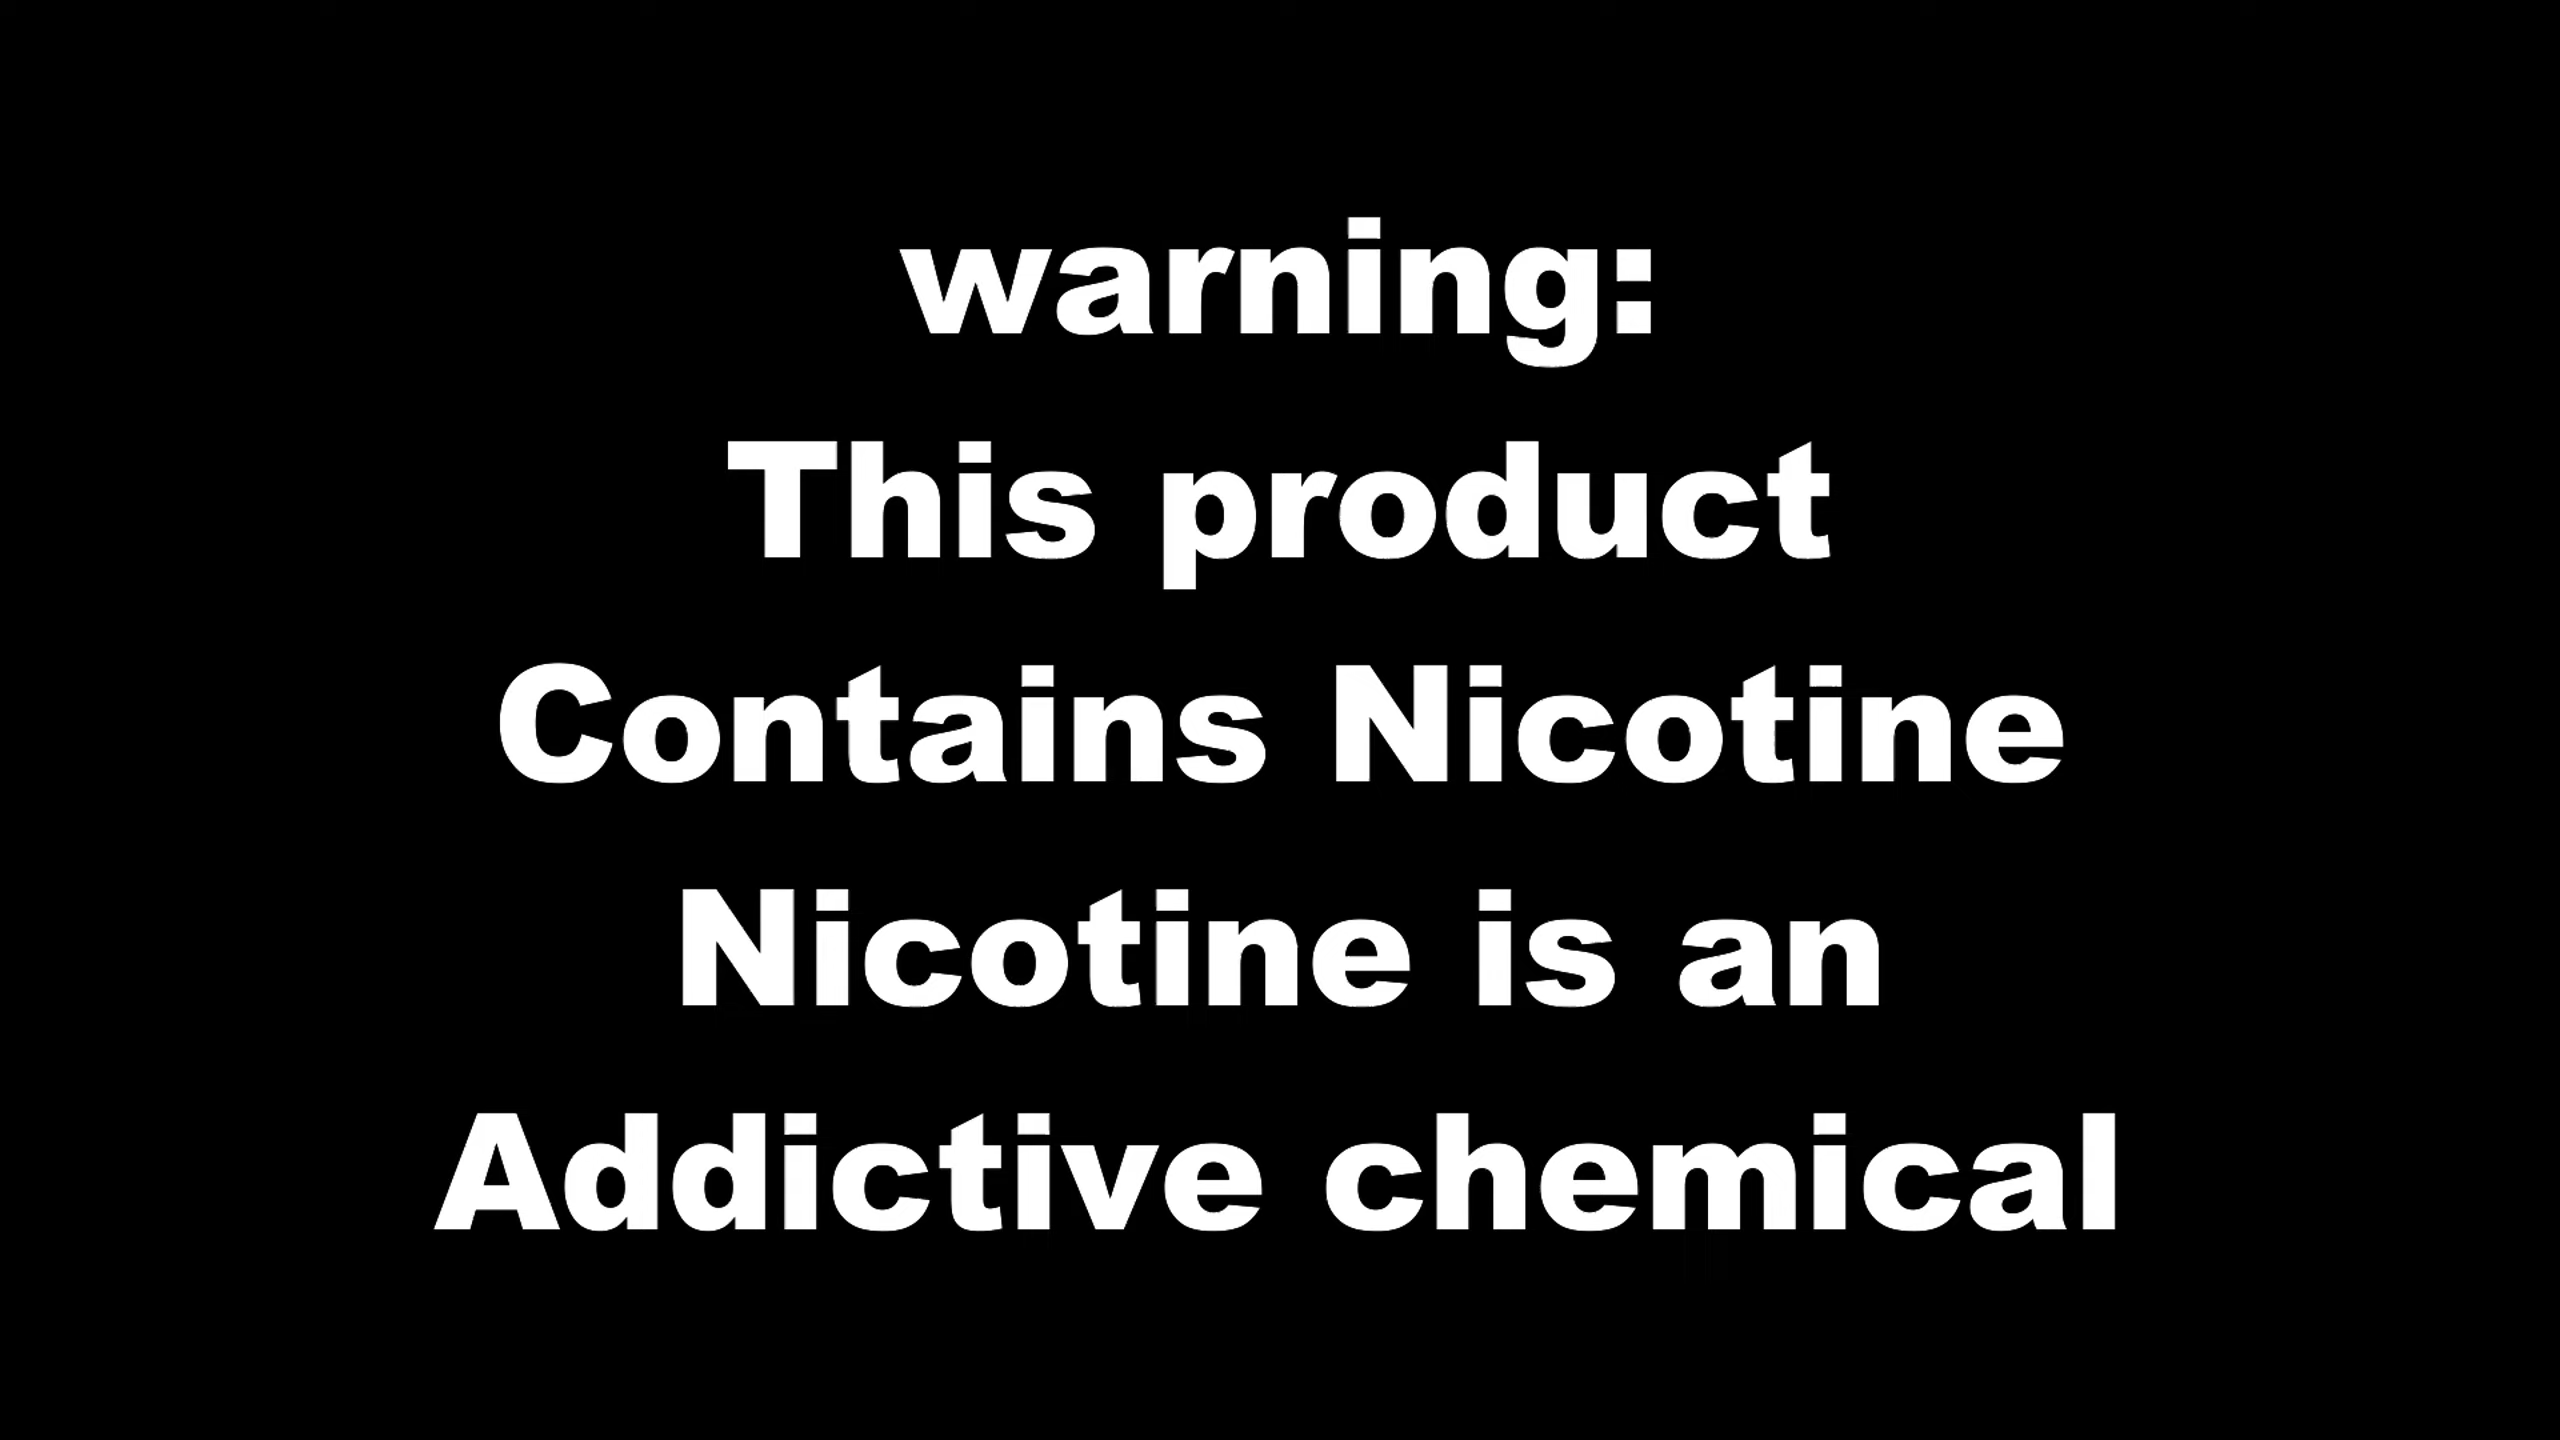 warning:
This product
Contains Nicotine
Nicotine is an
Addictive chemical